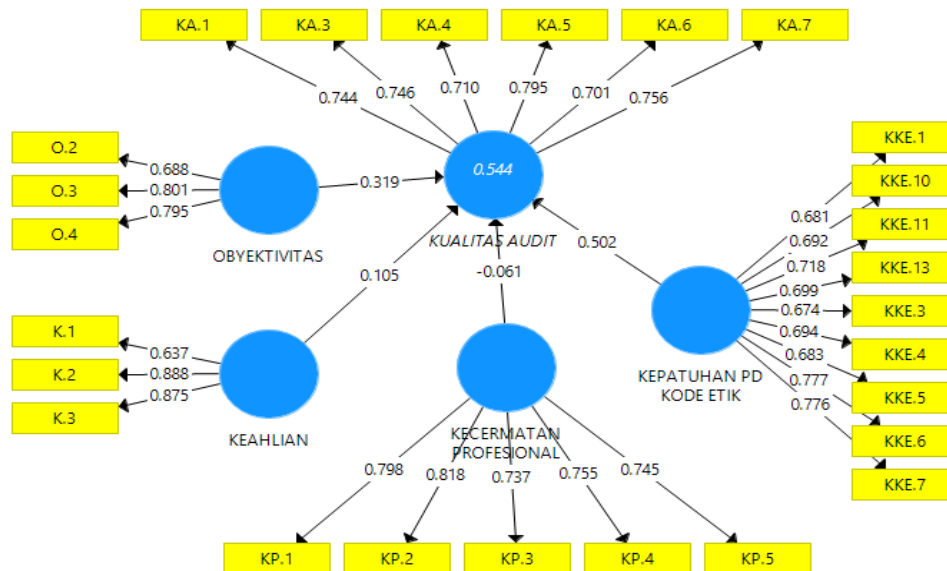 KA.1
KA.3
KA.4
KA.5
KA.6
KA.7
0.744
0.746
0.710
0.795
0.701
0.756
O.2
O.3
O.4
0.688
0.801
0.795
OBYEKTIVITAS
0.319
0.544
KUALITAS AUDIT
K.1
K.2
K.3
0.637
0.888
0.875
KEAHLIAN
0.105
-0.061
KECERMATAN
PROFESIONAL
0.798
0.818
0.737
0.755
0.745
KP.1
KP.2
KP.3
KP.4
KP.5
0.502
KEPATUHAN PD
KODE ETIK
0.681
0.692
0.718
0.699
0.674
0.694
0.683
0.777
0.776
KKE.1
KKE.10
KKE.11
KKE.13
KKE.3
KKE.4
KKE.5
KKE.6
KKE.7